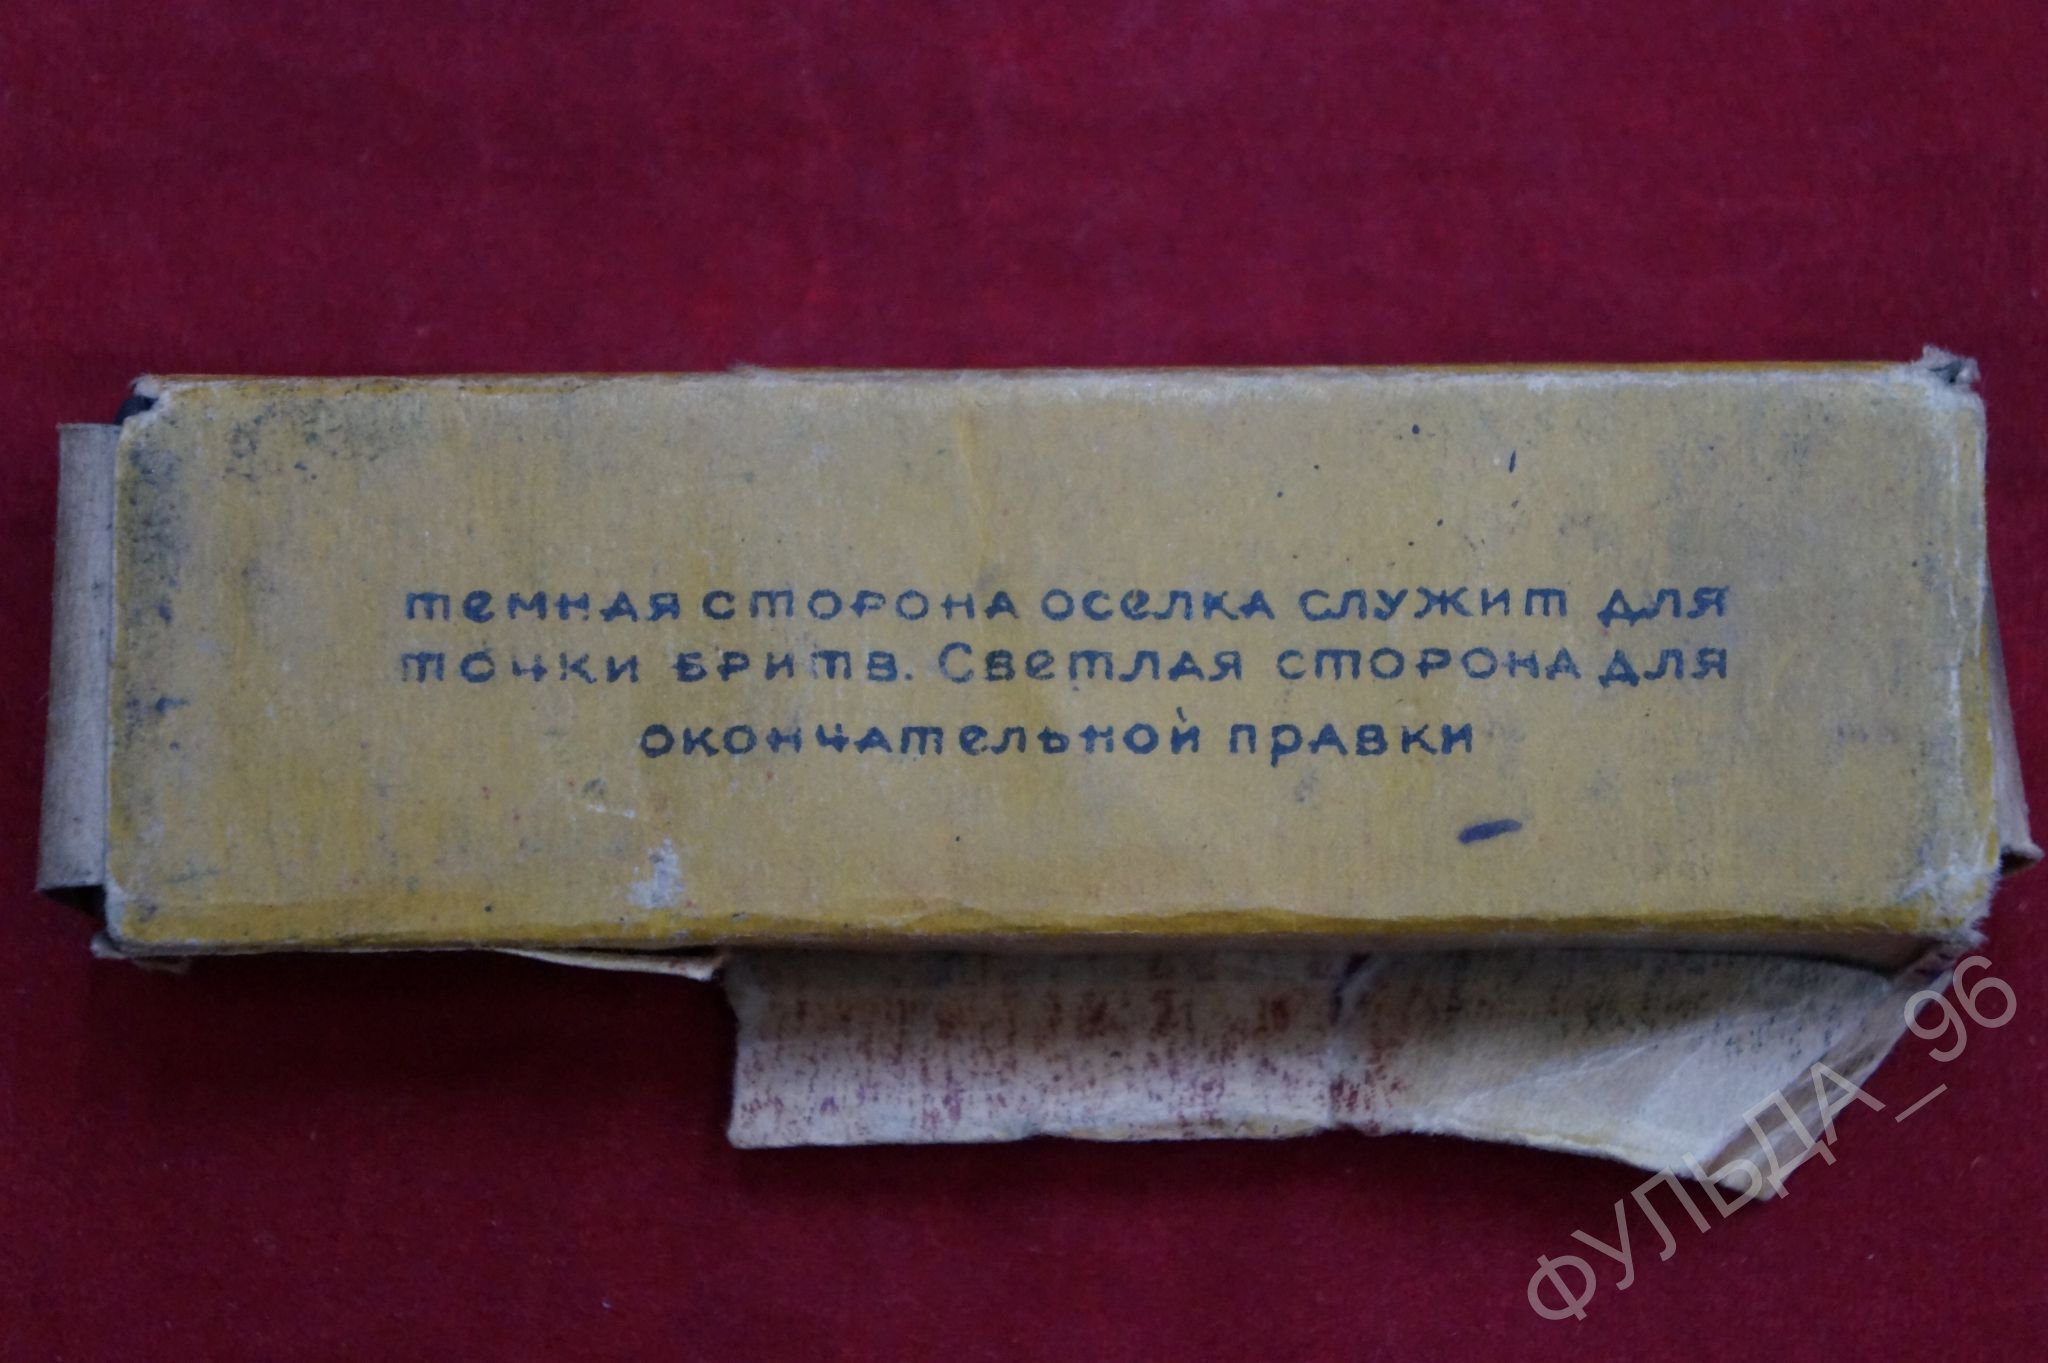 темная сторона оселка служит для
точки бритв. Светлая сторона для
окончательной правки
ФУЛЬДА_96